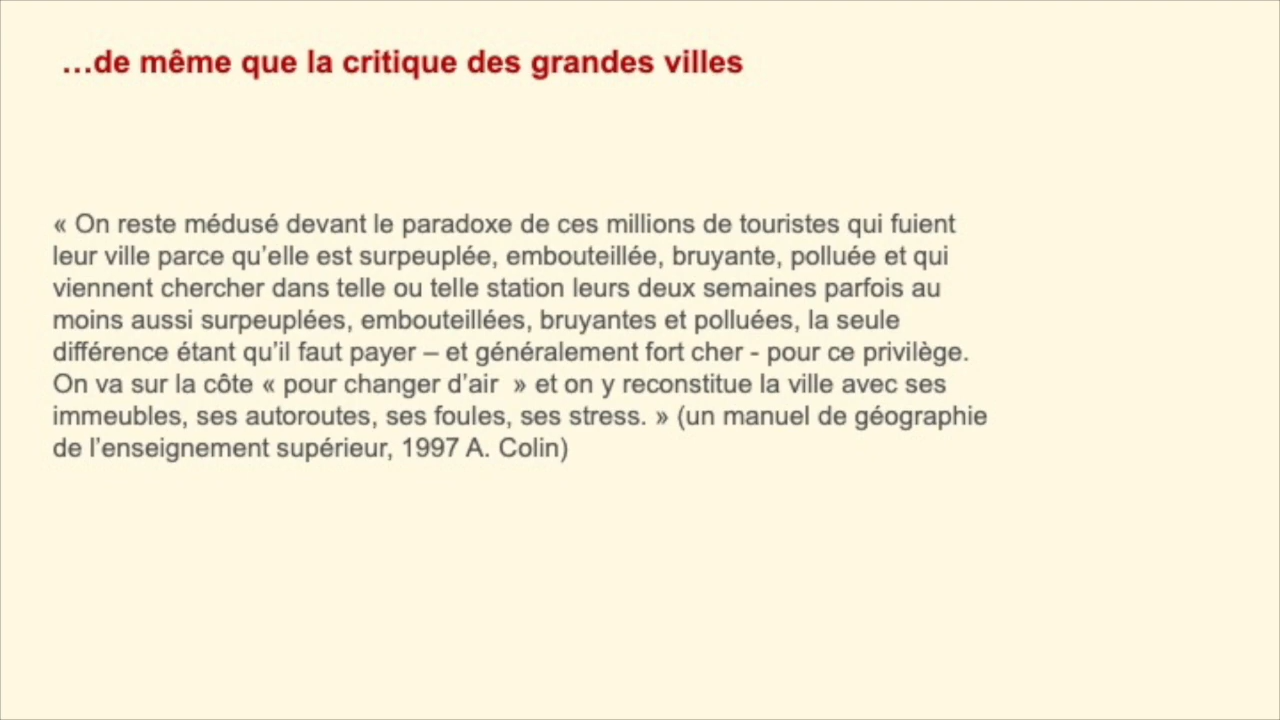 …de même que la critique des grandes villes
« On reste médusé devant le paradoxe de ces millions de touristes qui fuient
leur ville parce qu’elle est surpeuplée, embouteillée, bruyante, polluée et qui
viennent chercher dans telle ou telle station leurs deux semaines parfois au
moins aussi surpeuplées, embouteillées, bruyantes et polluées, la seule
différence étant qu’il faut payer – et généralement fort cher - pour ce privilège.
On va sur la côte « pour changer d’air  » et on y reconstitue la ville avec ses
immeubles, ses autoroutes, ses foules, ses stress. » (un manuel de géographie
de l’enseignement supérieur, 1997 A. Colin)